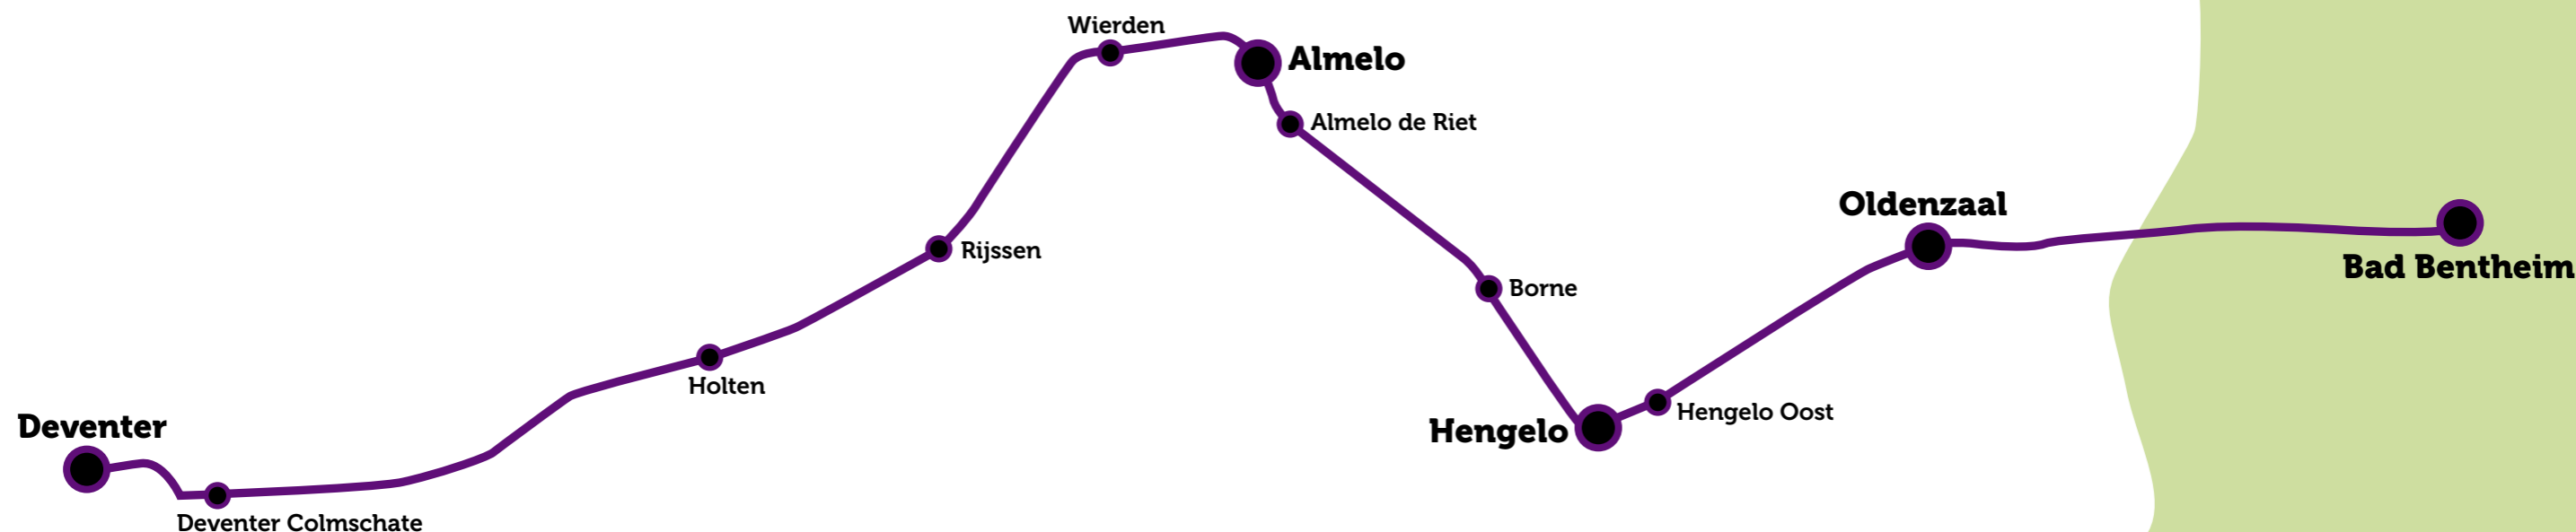 Wierden
Almelo
Almelo de Riet
Oldenzaal
Rijssen
Bad Bentheim
Borne
Holten
Hengelo Oost
Deventer
Hengelo
Deventer Colmschate